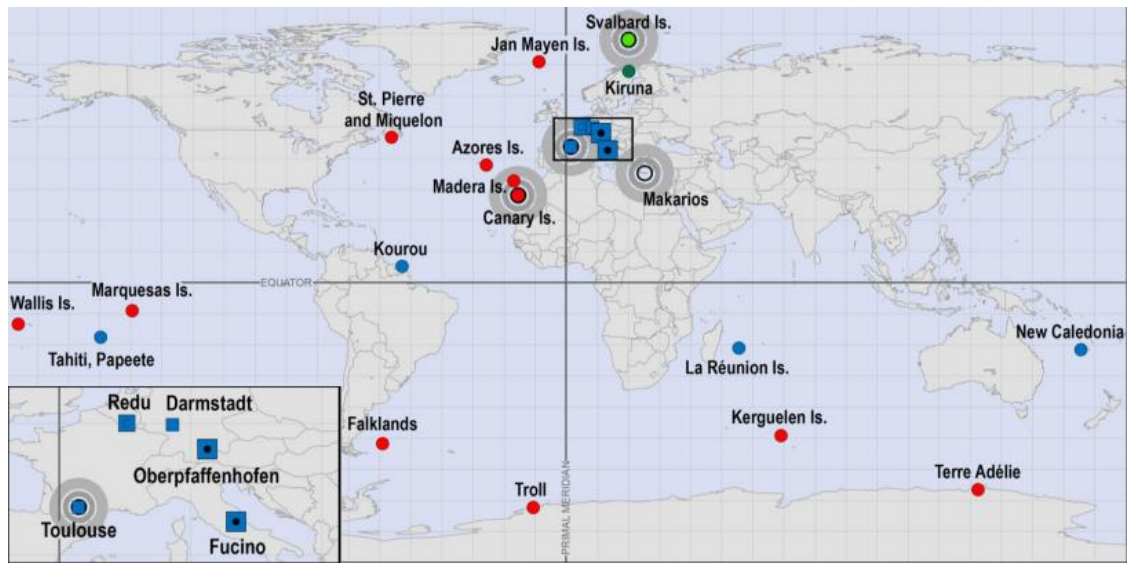 Svalbard Is.
Jan Mayen Is.
Kiruna
St. Pierre
and Miquelon
Azores Is.
Madera Is.
Canary Is.
Makarios
Kourou
EQUATOR
Wallis Is.
Marquesas Is.
Tahiti, Papeete
New Caledonia
La Réunion Is.
Redu
Darmstadt
Oberpfaffenhofen
Toulouse
Fucino
Falklands
Kerguelen Is.
Troll
Terre Adélie
PRIMAL MERIDIAN